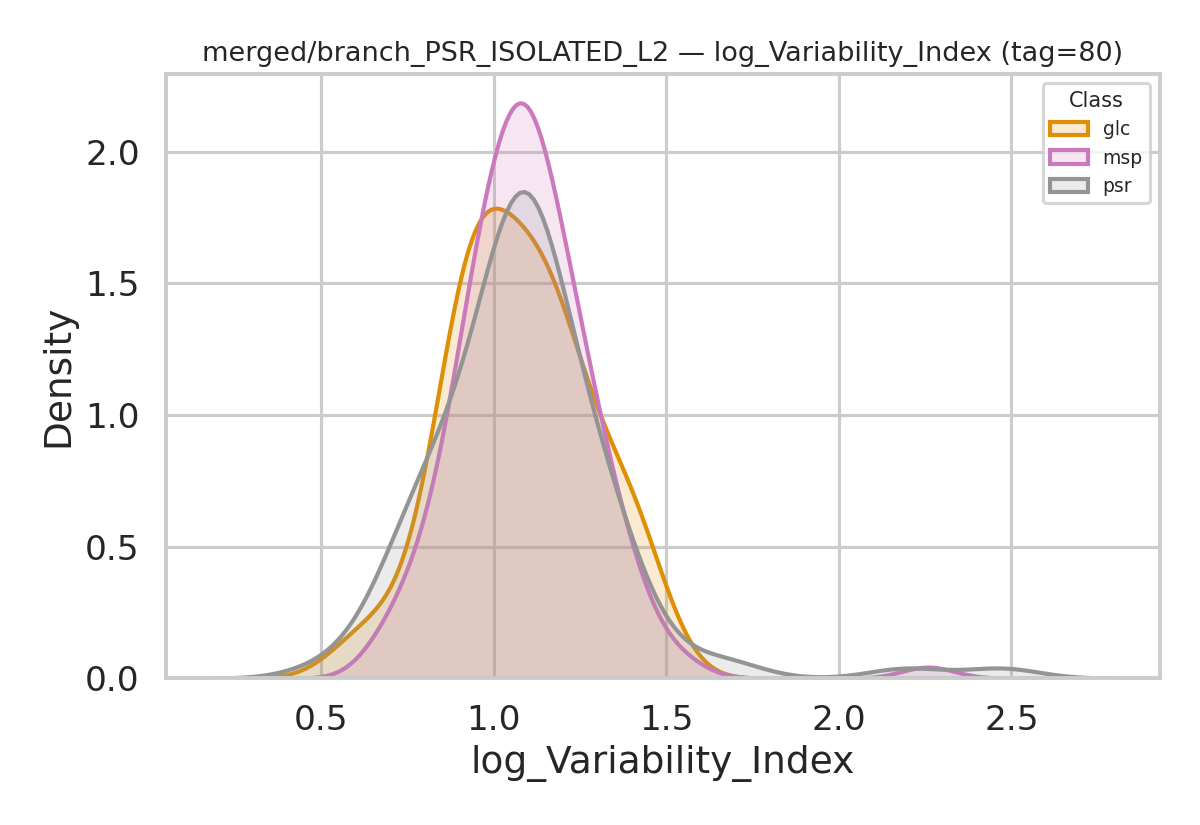 merged/branch_PSR_ISOLATED_L2 — log_Variability_Index (tag=80)
Class
glc
msp
psr
Density
2.0
1.5
1.0
0.5
0.0
0.5 1.0 1.5 2.0 2.5
log_Variability_Index